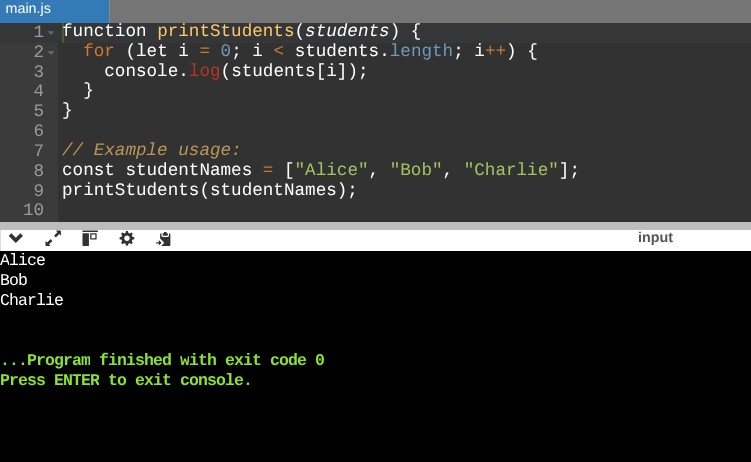 main.js
1 function printStudents(students) {
2   for (let i = 0; i < students.length; i++) {
3     console.log(students[i]);
4   }
5 }
6
7 // Example usage:
8 const studentNames = ["Alice", "Bob", "Charlie"];
9 printStudents(studentNames);
10
input
Alice
Bob
Charlie
...Program finished with exit code 0
Press ENTER to exit console.